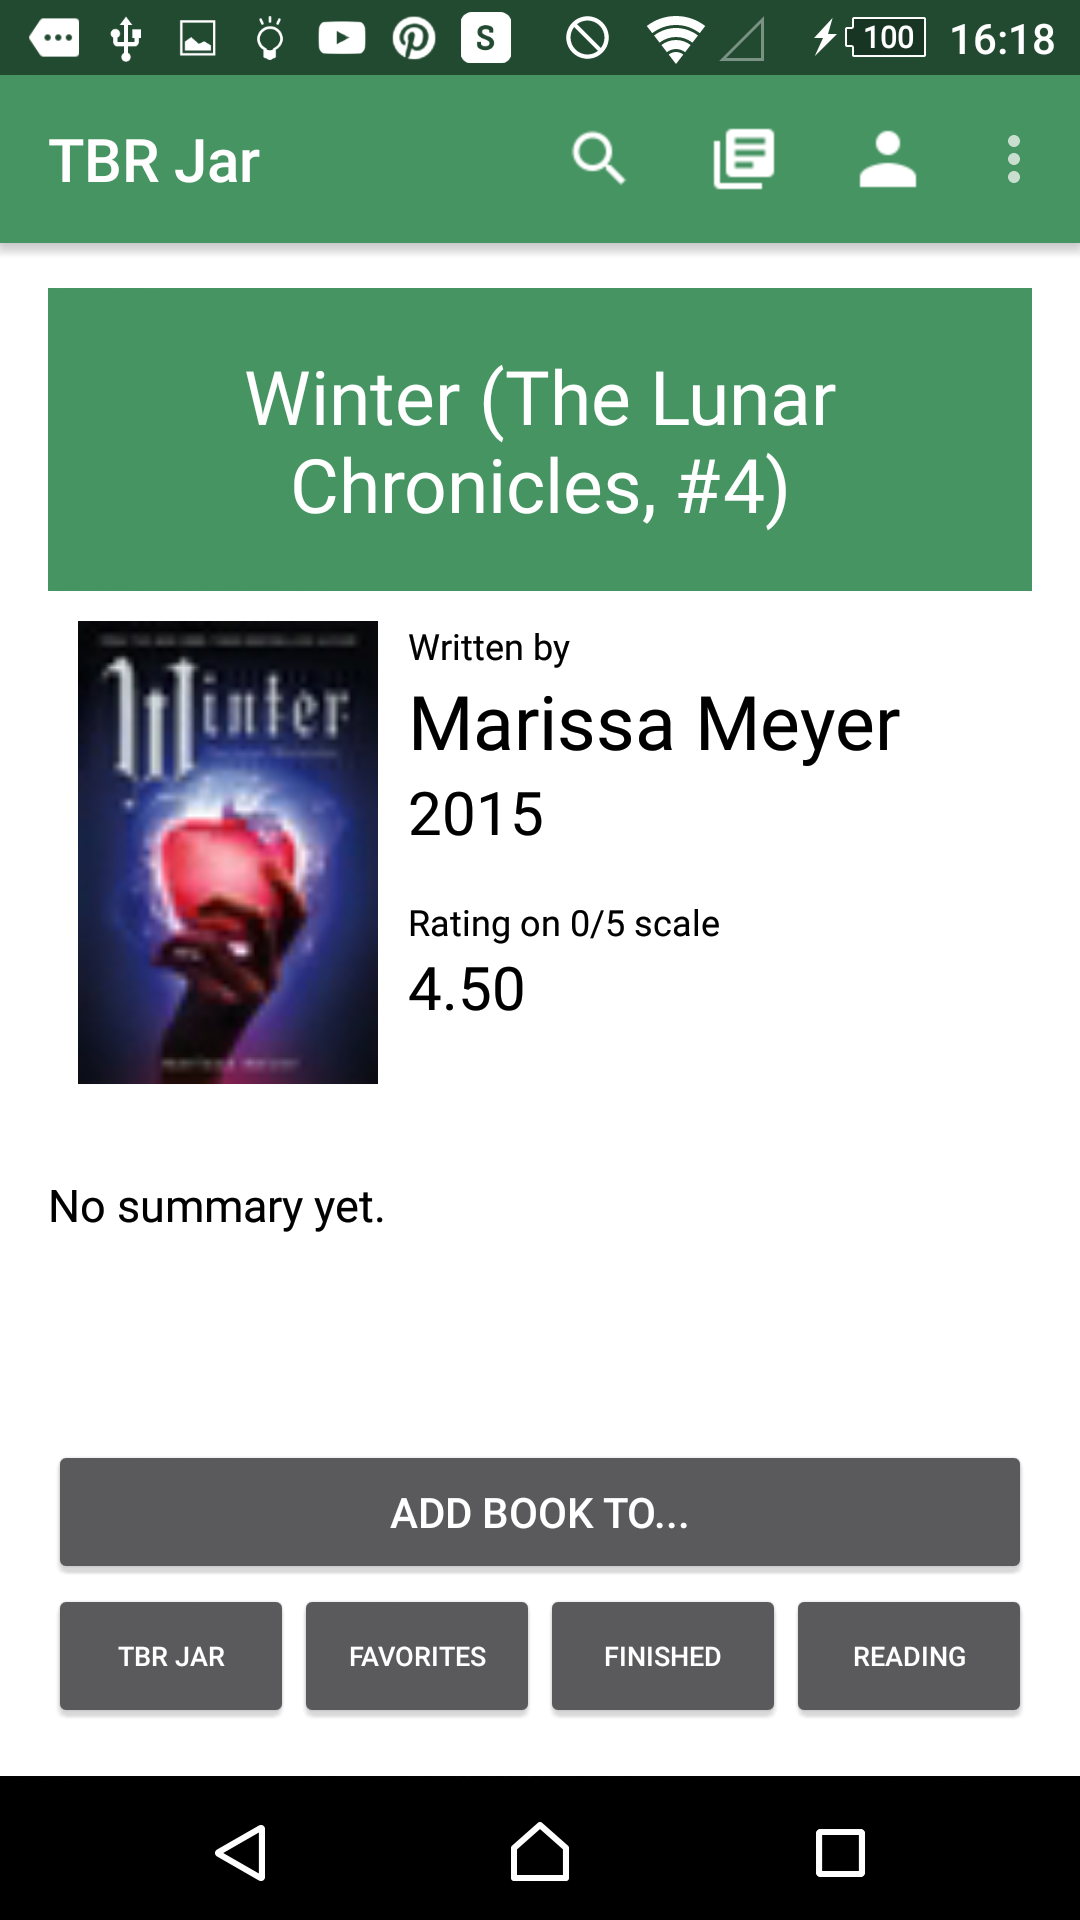 S
100
16:18
TBR Jar
Winter (The Lunar
Chronicles, #4)
Winter
Written by
Marissa Meyer
2015
Rating on 0/5 scale
4.50
No summary yet.
ADD BOOK TO...
TBR JAR
FAVORITES
FINISHED
READING